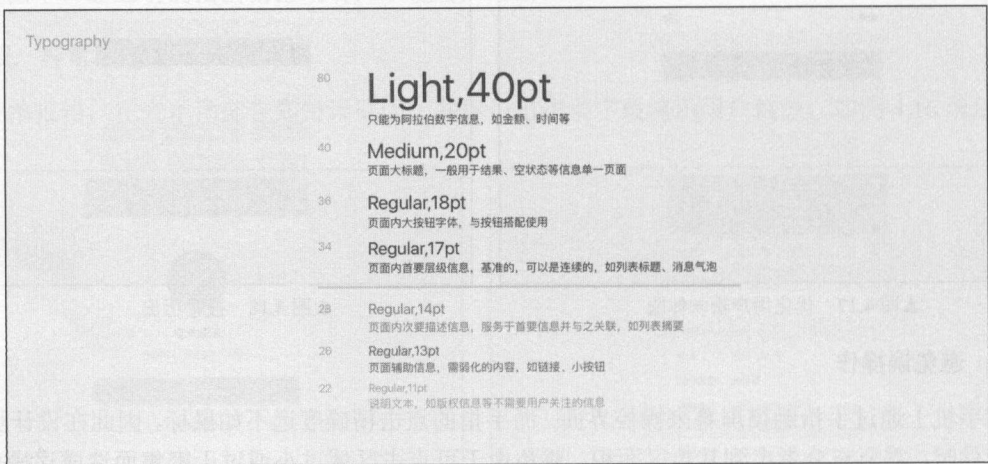 Typography
80
Light,40pt
只能为阿拉伯数字信息，如金额、时间等
40
Medium,20pt
页面大标题，一般用于结果、空状态等信息单一页面
36
Regular,18pt
页面内大按钮字体，与按钮搭配使用
34
Regular,17pt
页面内首要层级信息，基准的，可以是连续的，如列表标题、消息气泡
28
Regular,14pt
页面内次要描述信息，服务于首要信息并与之关联，如列表摘要
26
Regular,13pt
页面辅助信息，需弱化的内容，如链接、小按钮
22
Regular,11pt
说明文本，如版权信息等不需要用户关注的信息